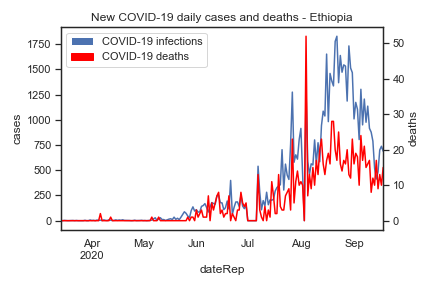 New COVID-19 daily cases and deaths - Ethiopia
COVID-19 infections
COVID-19 deaths
cases
1750
1500
1250
1000
750
500
250
0
deaths
50
40
30
20
10
0
Apr
2020
May
Jun
Jul
Aug
Sep
dateRep